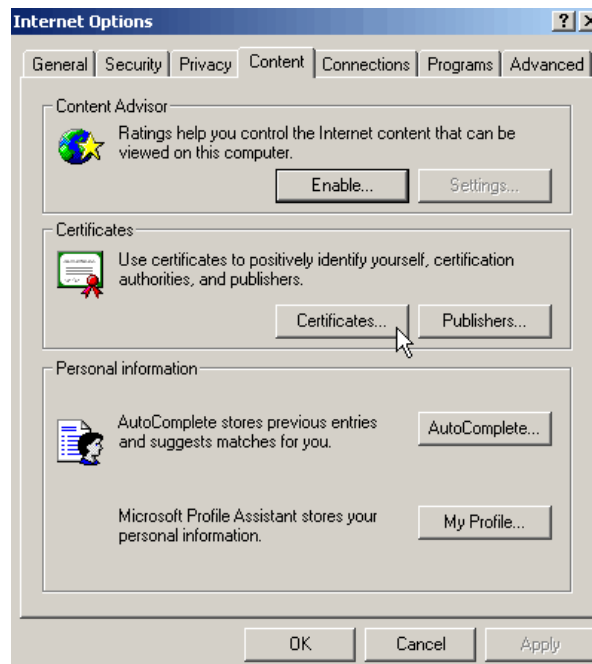 Internet Options
General Security Privacy Content Connections Programs Advanced
Content Advisor
Ratings help you control the Internet content that can be
viewed on this computer.
Enable... Settings...
Certificates
Use certificates to positively identify yourself, certification
authorities, and publishers.
Certificates... Publishers...
Personal information
AutoComplete stores previous entries
and suggests matches for you.
AutoComplete...
Microsoft Profile Assistant stores your
personal information.
My Profile...
OK Cancel Apply